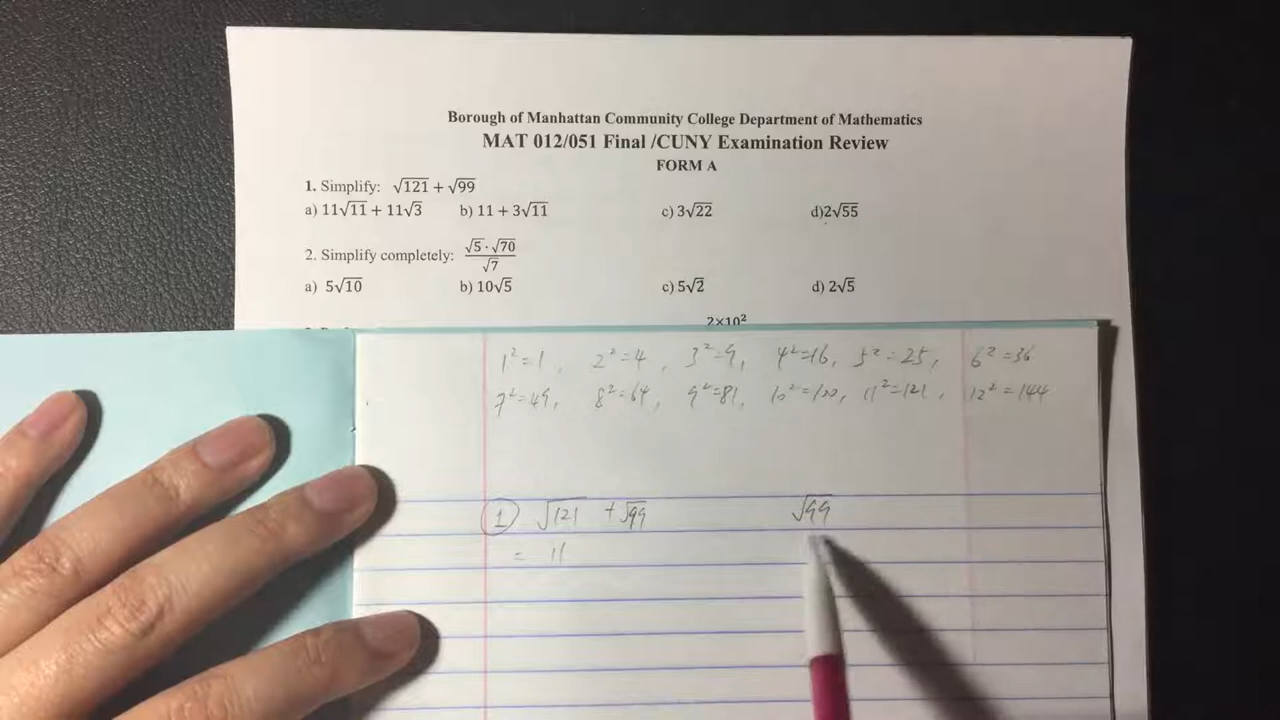 Borough of Manhattan Community College Department of Mathematics
MAT 012/051 Final /CUNY Examination Review
FORM A
1. Simplify: √121 + √99
a) 11√11 + 11√3 b) 11 + 3√11 c) 3√22 d)2√55
2. Simplify completely: (√5 · √70)/√7
a) 5√10 b) 10√5 c) 5√2 d) 2√5
2×10²
1²=1, 2²=4, 3²=9, 4²=16, 5²=25, 6²=36
7²=49, 8²=64, 9²=81, 10²=100, 11²=121, 12²=144
① √121 + √99 √99
= 11